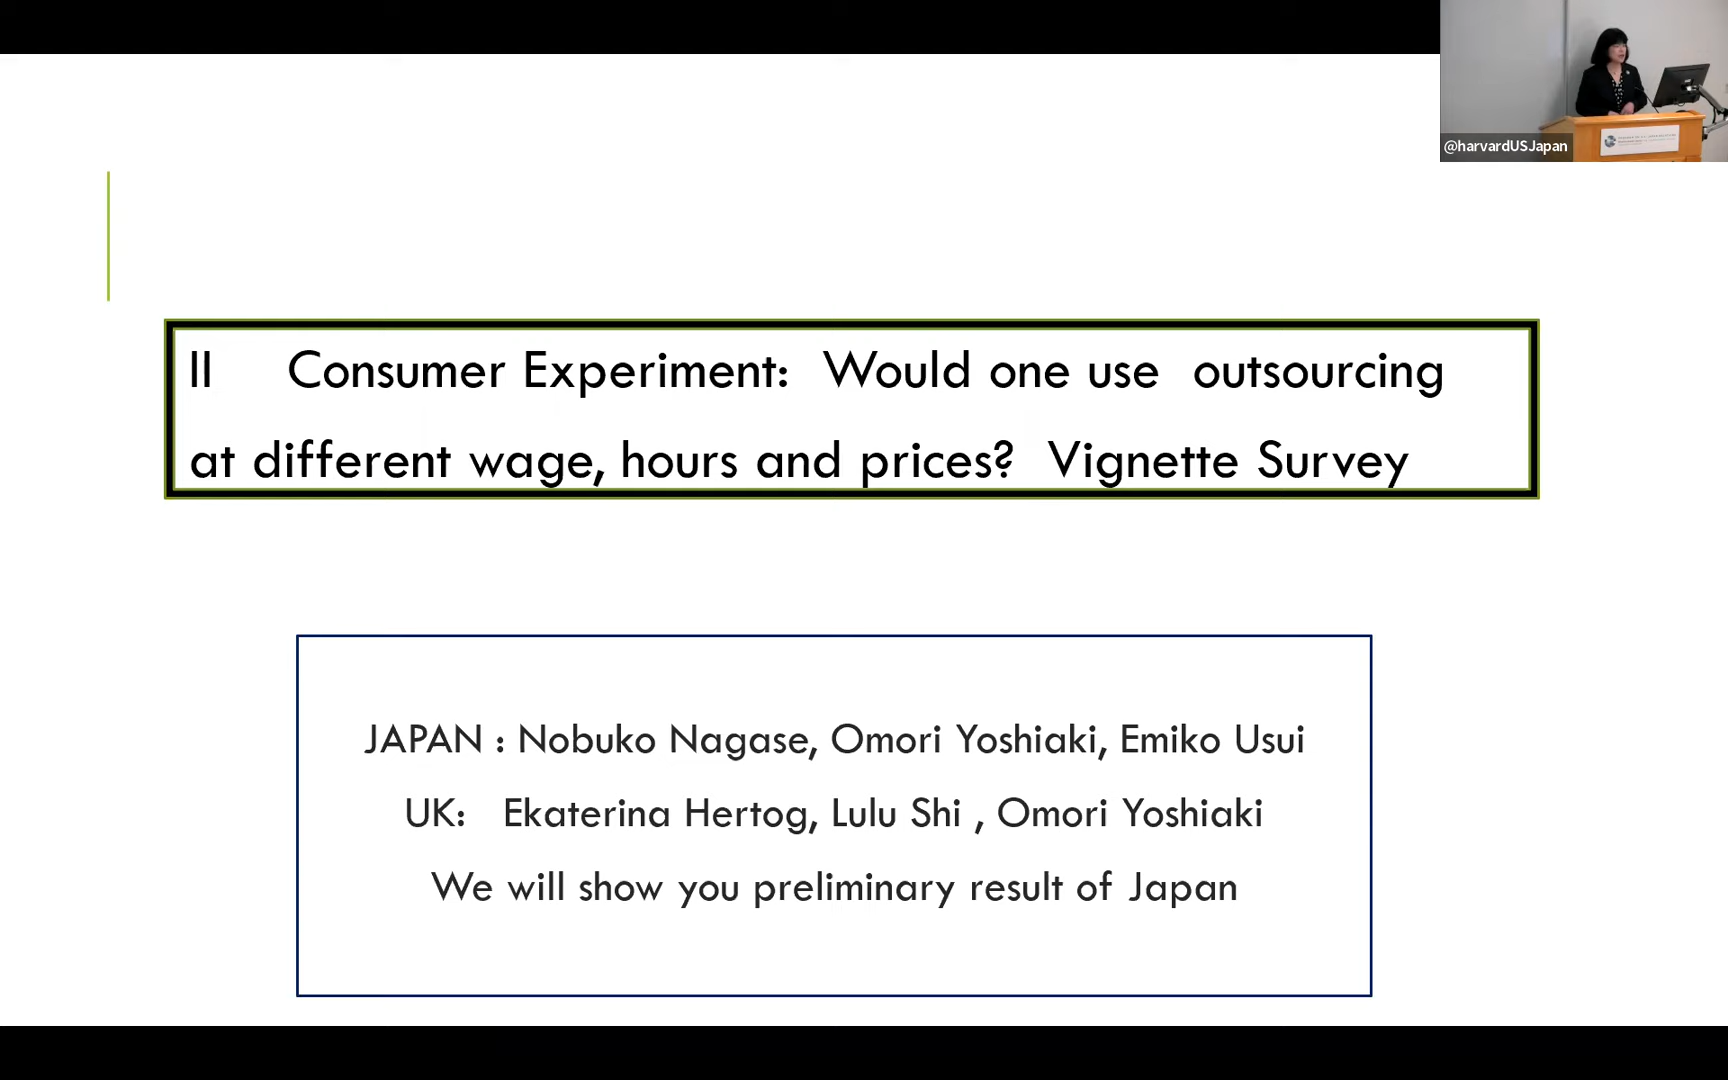 @harvardUSJapan
II Consumer Experiment: Would one use outsourcing
at different wage, hours and prices? Vignette Survey
JAPAN : Nobuko Nagase, Omori Yoshiaki, Emiko Usui
UK: Ekaterina Hertog, Lulu Shi , Omori Yoshiaki
We will show you preliminary result of Japan